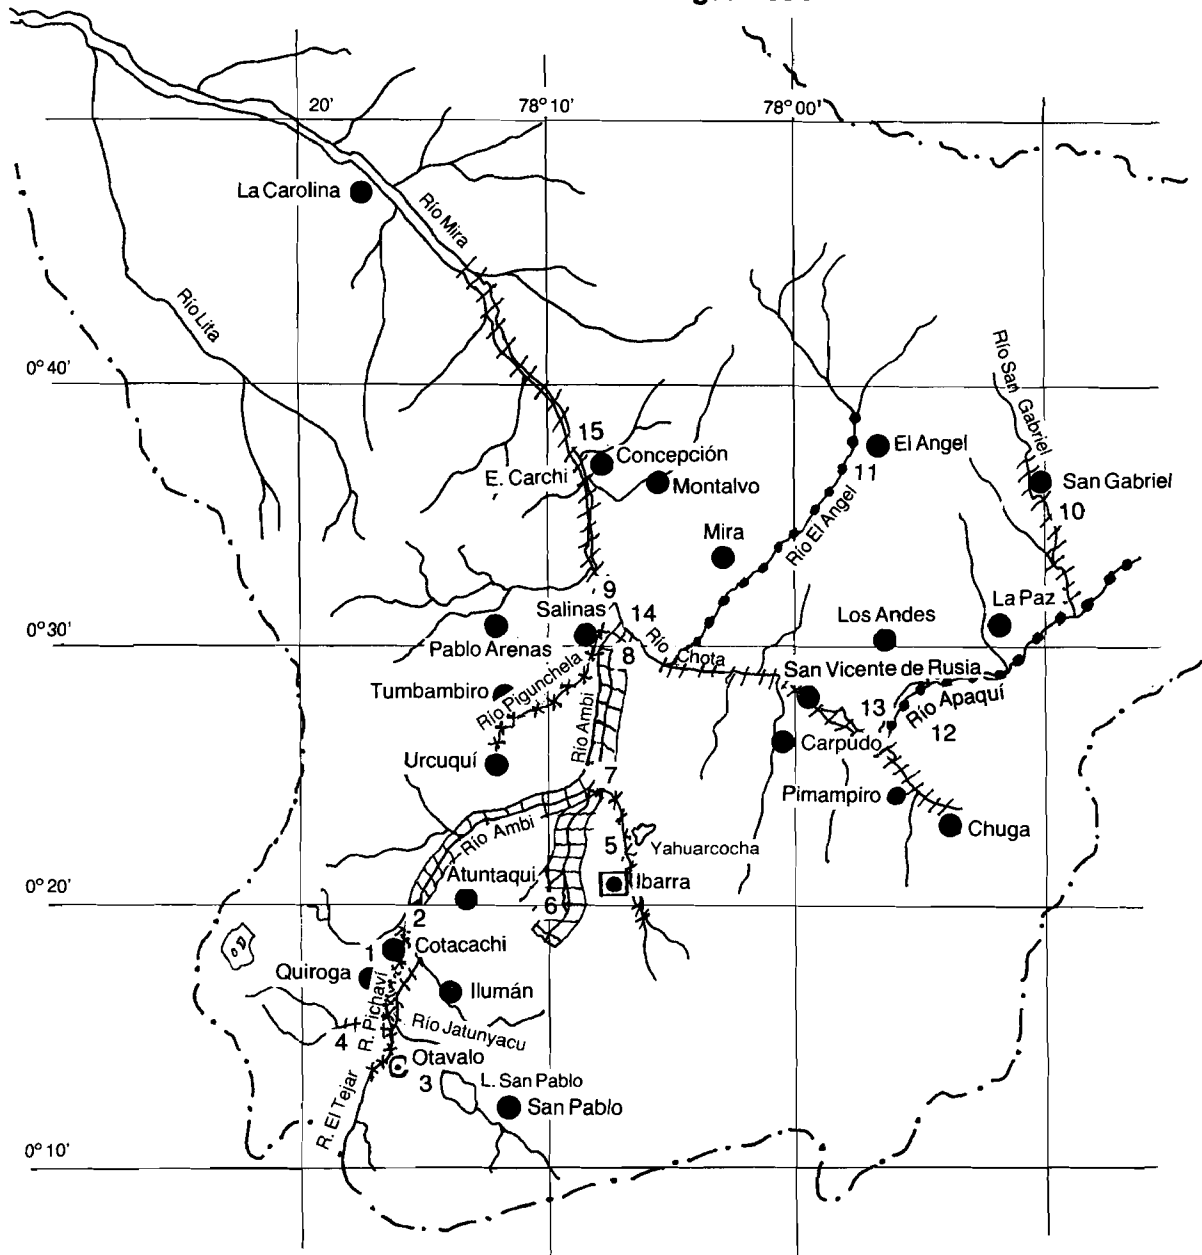 20'
78° 10'
78° 00'
La Carolina
Río Mira
Río Lita
0° 40'
Río San Gabriel
15
Concepción
E. Carchi
Montalvo
El Angel
11
Río El Angel
San Gabriel
10
Mira
9
Salinas
14
Río Chota
8
Los Andes
La Paz
0° 30'
Pablo Arenas
San Vicente de Rusia
Tumbambiro
Río Pigunchela
Río Ambi
13
Río Apaquí
12
Urcuquí
Carpudo
7
Pimampiro
Chuga
Río Ambi
5
Yahuarcocha
Atuntaqui
Ibarra
0° 20'
2
6
1
Cotacachi
Quiroga
Ilumán
R. Pichaví
Río Jatunyacu
4
Otavalo
3
L. San Pablo
San Pablo
R. El Tejar
0° 10'